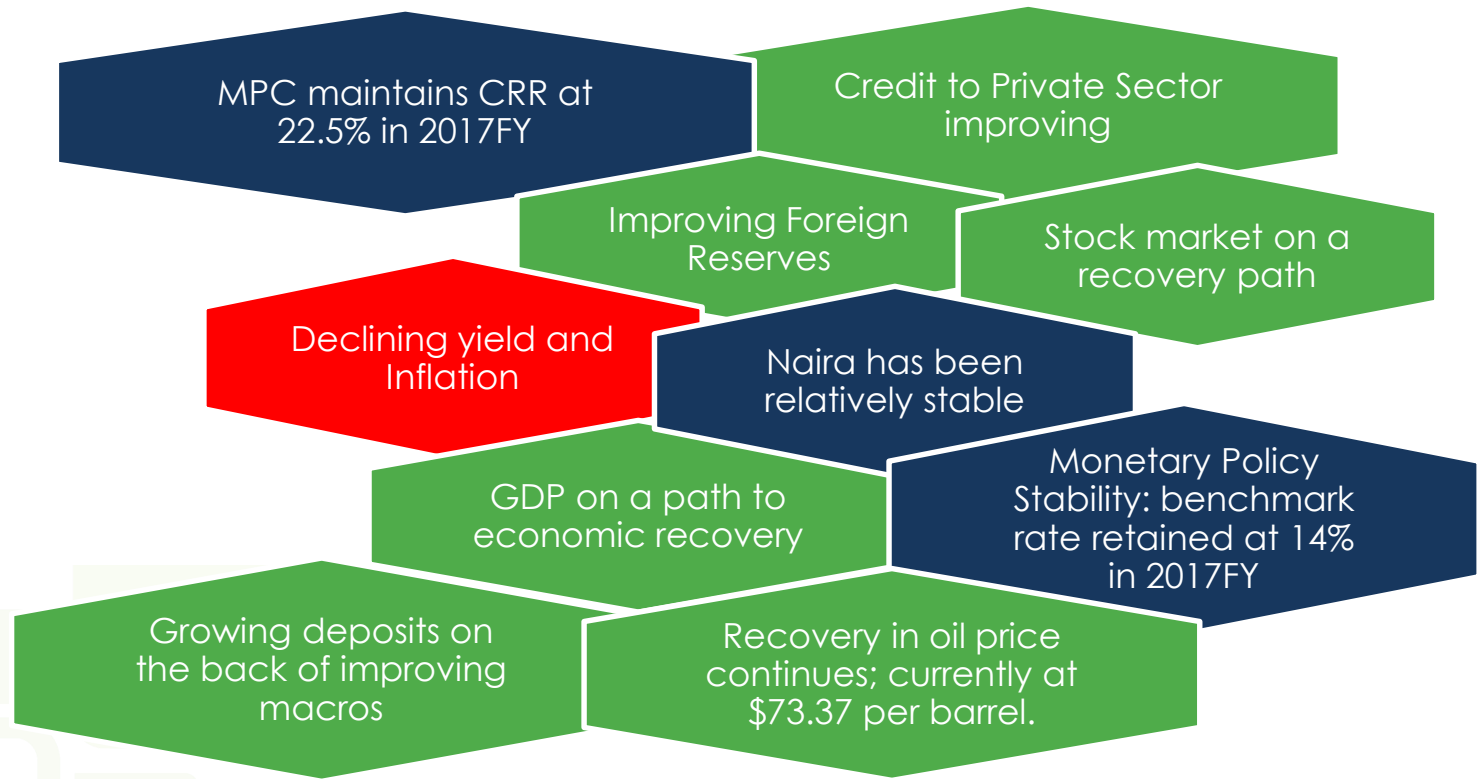 MPC maintains CRR at
22.5% in 2017FY
Credit to Private Sector
improving
Improving Foreign
Reserves
Stock market on a
recovery path
Declining yield and
Inflation
Naira has been
relatively stable
GDP on a path to
economic recovery
Monetary Policy
Stability: benchmark
rate retained at 14%
in 2017FY
Growing deposits on
the back of improving
macros
Recovery in oil price
continues; currently at
$73.37 per barrel.